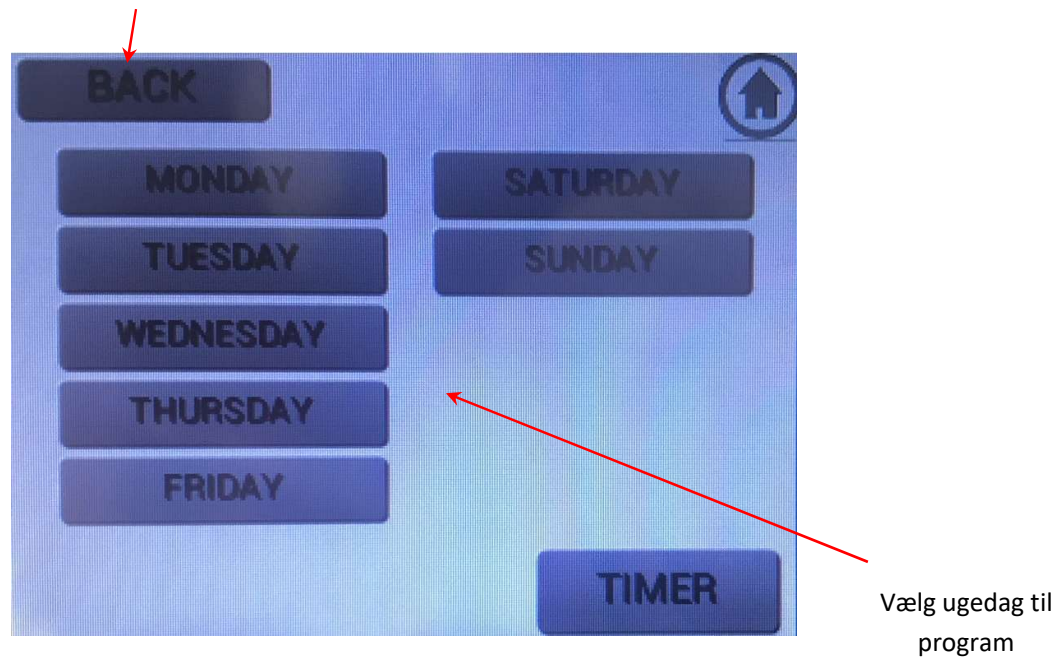 BACK
MONDAY
SATURDAY
TUESDAY
SUNDAY
WEDNESDAY
THURSDAY
FRIDAY
TIMER
Vælg ugedag til
program